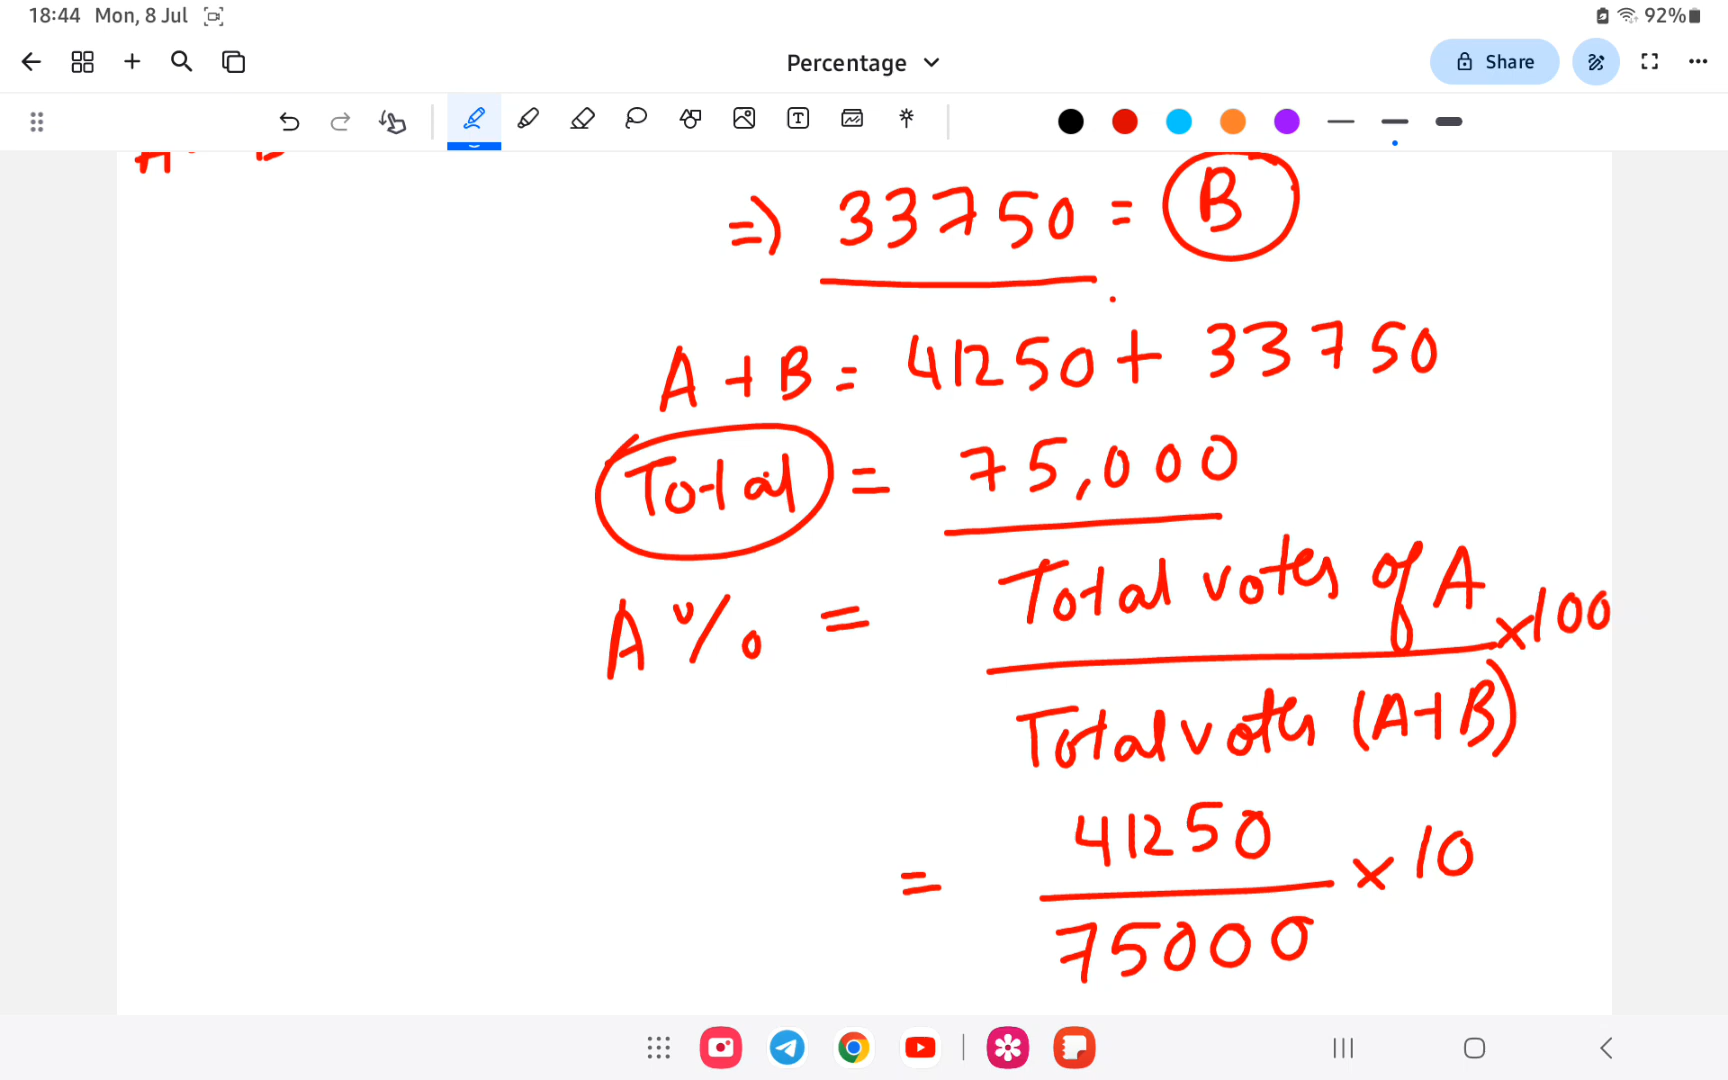 18:44 Mon, 8 Jul 92%
Percentage
Share
=) 33750 = B
A + B = 41250 + 33750
Total = 75,000
A % = Total votes of A × 100
Total votes (A+B)
= 41250 × 10
75000